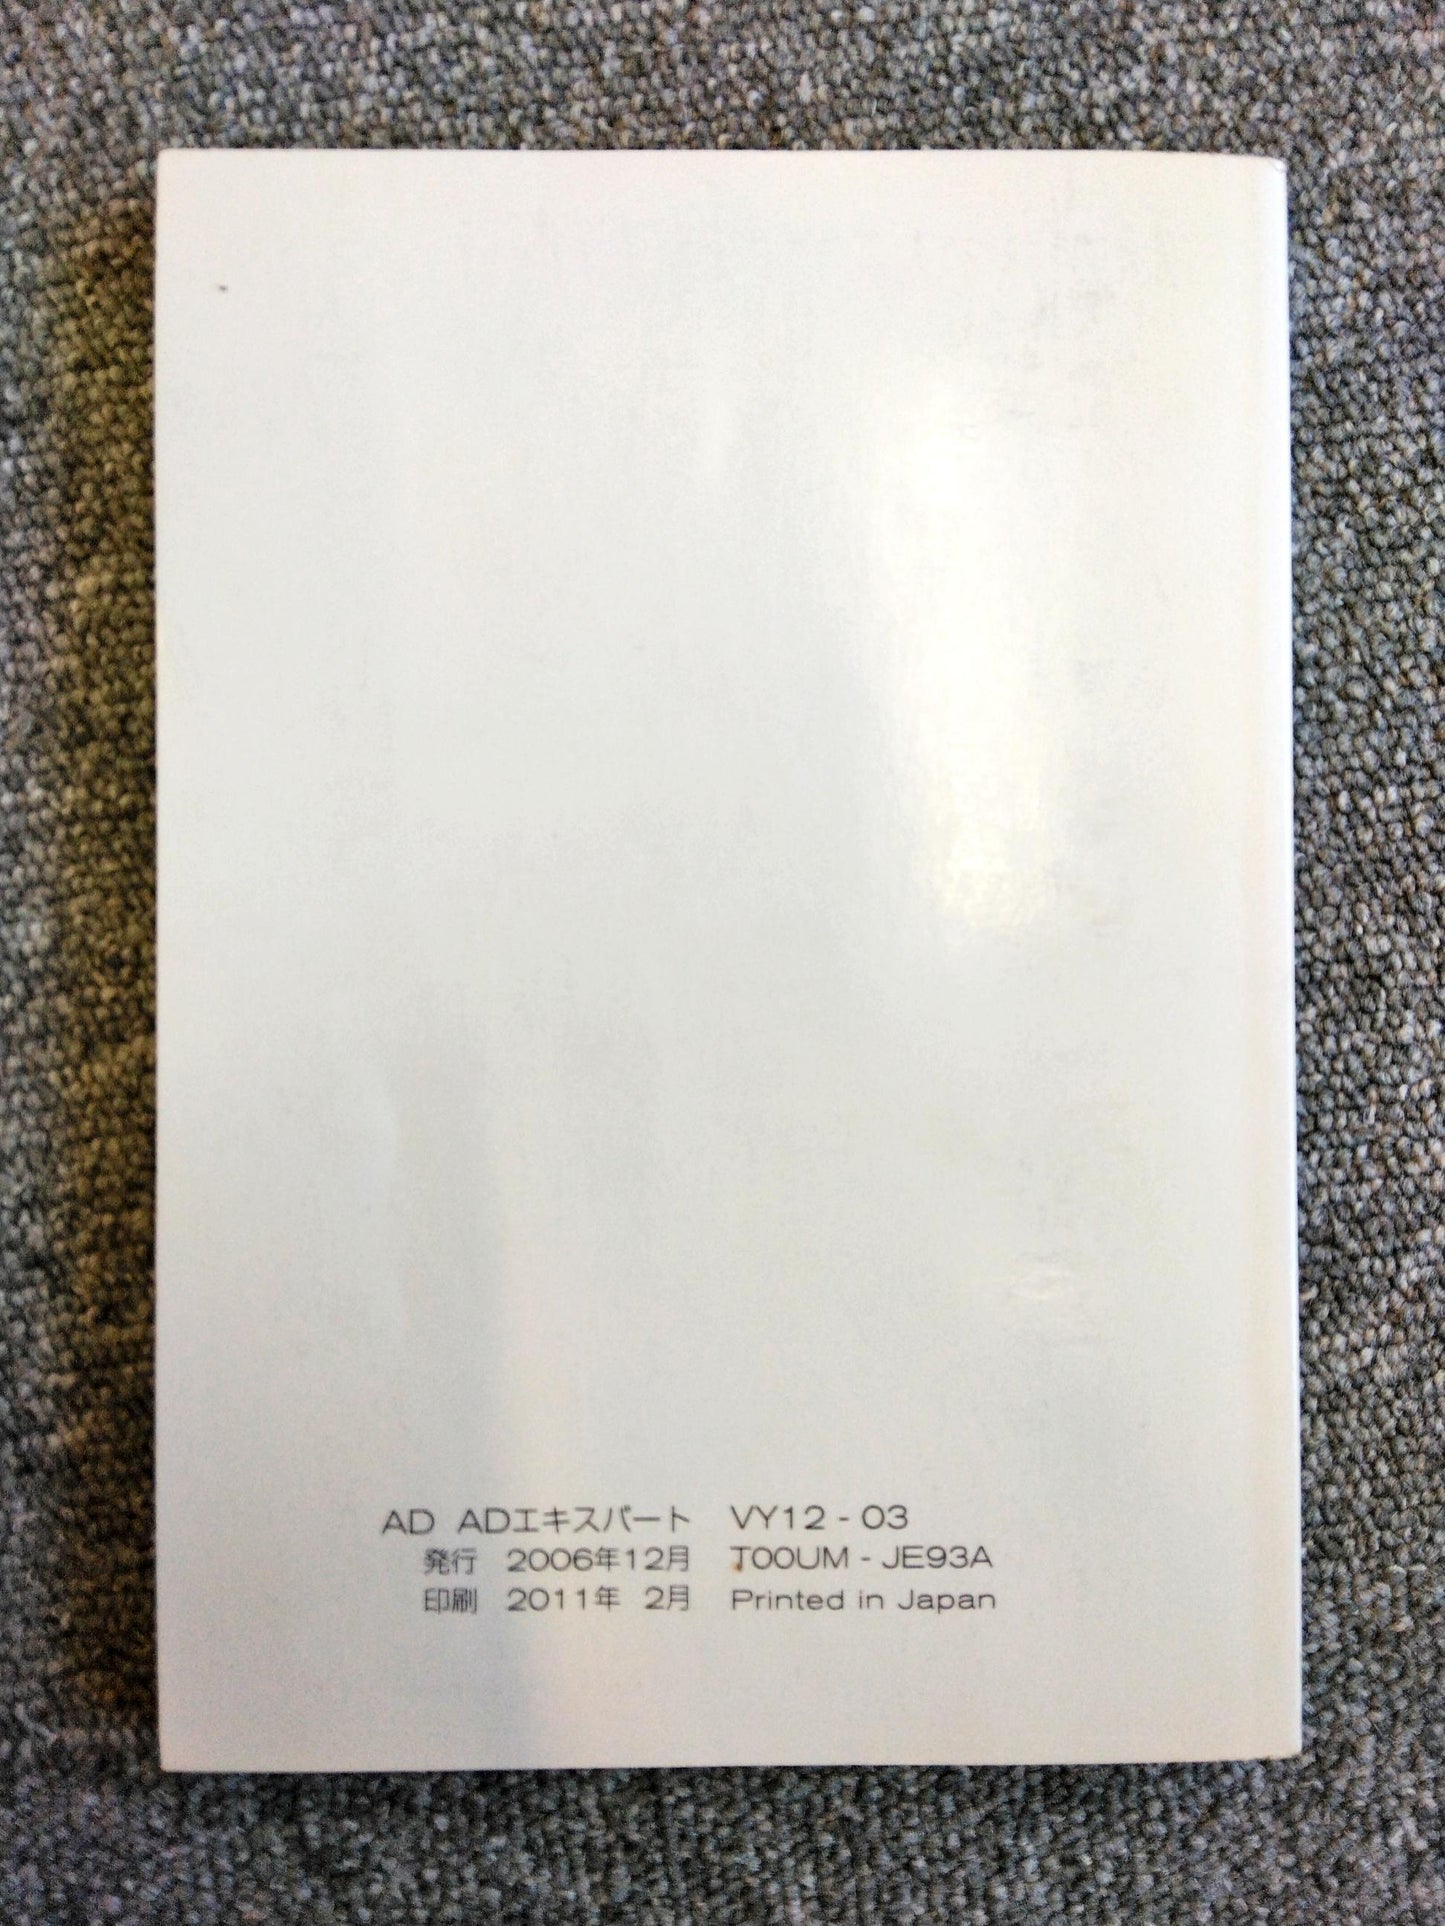 AD ADエキスパート VY12-03
発行 2006年12月 T00UM-JE93A
印刷 2011年 2月 Printed in Japan